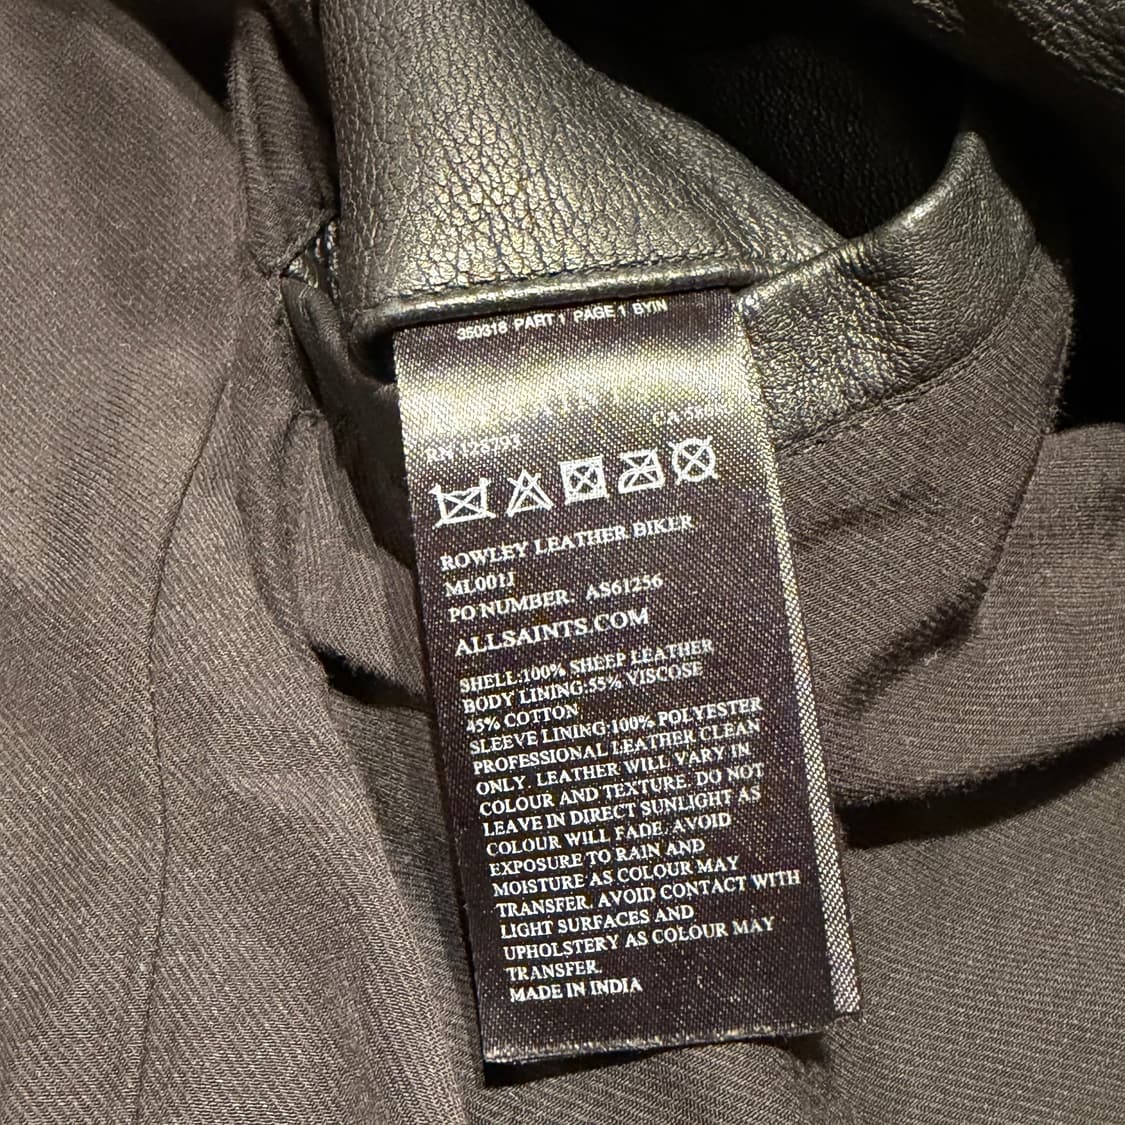 350318 PART 1 PAGE 1 BYIN
ROWLEY LEATHER BIKER
ML001J
PO NUMBER. AS61256
ALLSAINTS.COM
SHELL:100% SHEEP LEATHER
BODY LINING:55% VISCOSE
45% COTTON
SLEEVE LINING:100% POLYESTER
PROFESSIONAL LEATHER CLEAN
ONLY. LEATHER WILL VARY IN
COLOUR AND TEXTURE. DO NOT
LEAVE IN DIRECT SUNLIGHT AS
COLOUR WILL FADE. AVOID
EXPOSURE TO RAIN AND
MOISTURE AS COLOUR MAY
TRANSFER. AVOID CONTACT WITH
LIGHT SURFACES AND
UPHOLSTERY AS COLOUR MAY
TRANSFER.
MADE IN INDIA